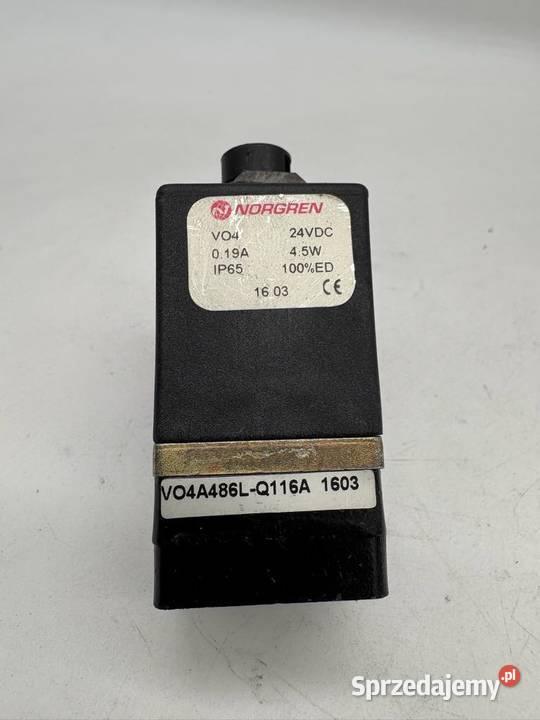 NORGREN
VO4 24VDC
0.19A 4.5W
IP65 100%ED
16 03 CE
VO4A486L-Q116A 1603
Sprzedajemy.pl